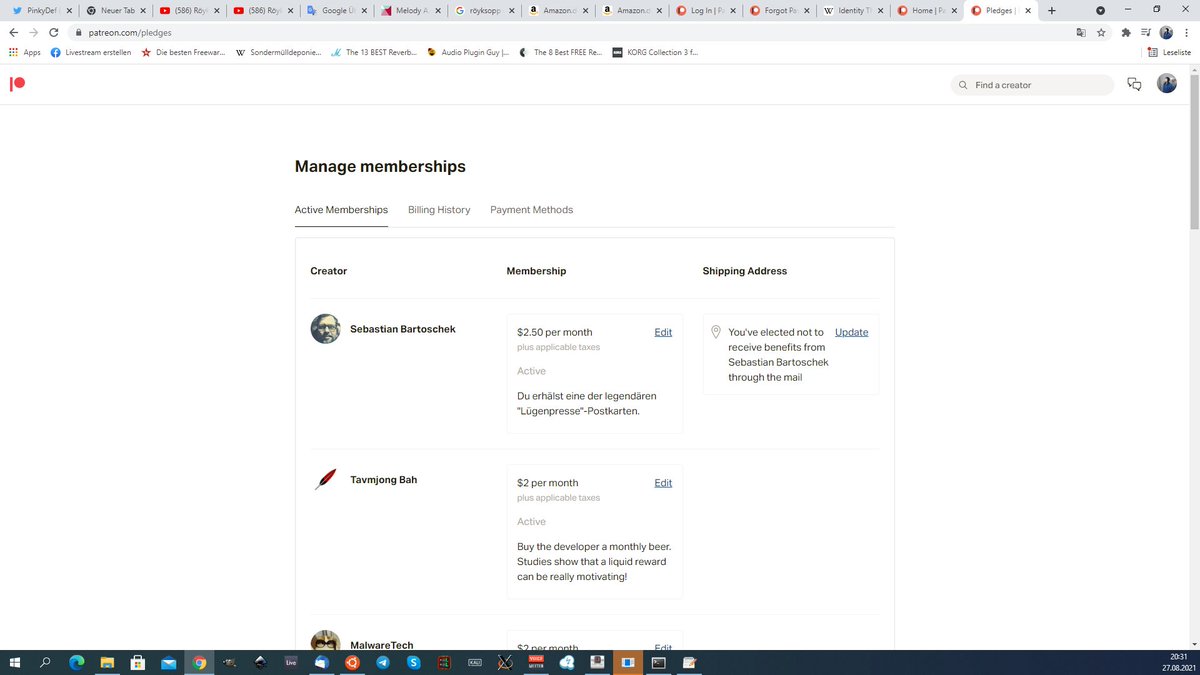 PinkyDef
Neuer Tab
(586) Röy
(586) Röy
Google Ü
Melody A
röyksopp
Amazon.d
Amazon.d
Log In | P
Forgot Pa
Identity T
Home | Pa
Pledges |
patreon.com/pledges
Apps
Livestream erstellen
Die besten Freewar...
Sondermülldeponie...
The 13 BEST Reverb...
Audio Plugin Guy |...
The 8 Best FREE Re...
KORG Collection 3 f...
Leseliste
Find a creator
Manage memberships
Active Memberships
Billing History
Payment Methods
Creator
Membership
Shipping Address
Sebastian Bartoschek
$2.50 per month
Edit
plus applicable taxes
Active
Du erhälst eine der legendären
"Lügenpresse"-Postkarten.
You've elected not to
Update
receive benefits from
Sebastian Bartoschek
through the mail
Tavmjong Bah
$2 per month
Edit
plus applicable taxes
Active
Buy the developer a monthly beer.
Studies show that a liquid reward
can be really motivating!
MalwareTech
$2 per month
Edit
Live
KALI
20:31
27.08.2021